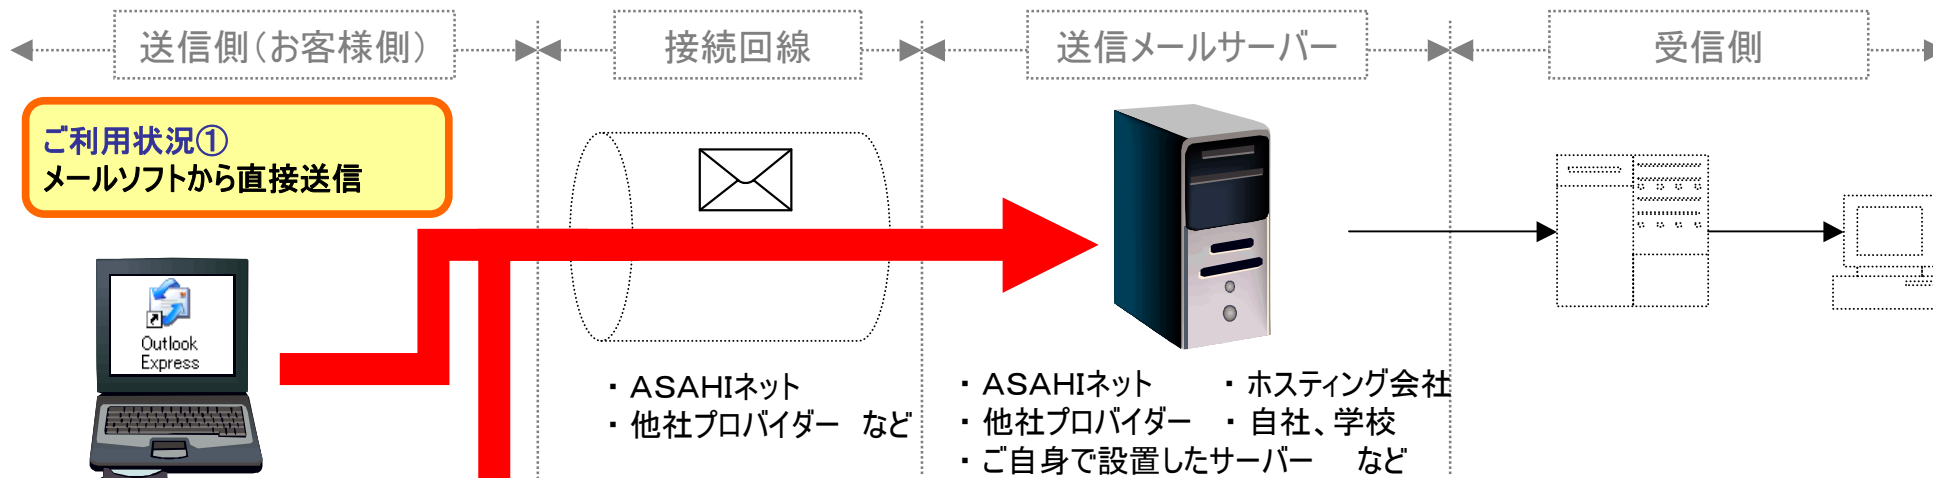 送信側（お客様側）
接続回線
送信メールサーバー
受信側
ご利用状況①
メールソフトから直接送信
Outlook
Express
・ ASAHIネット
・ 他社プロバイダー　など
・ ASAHIネット　　・ ホスティング会社
・ 他社プロバイダー　・ 自社、学校
・ ご自身で設置したサーバー　など